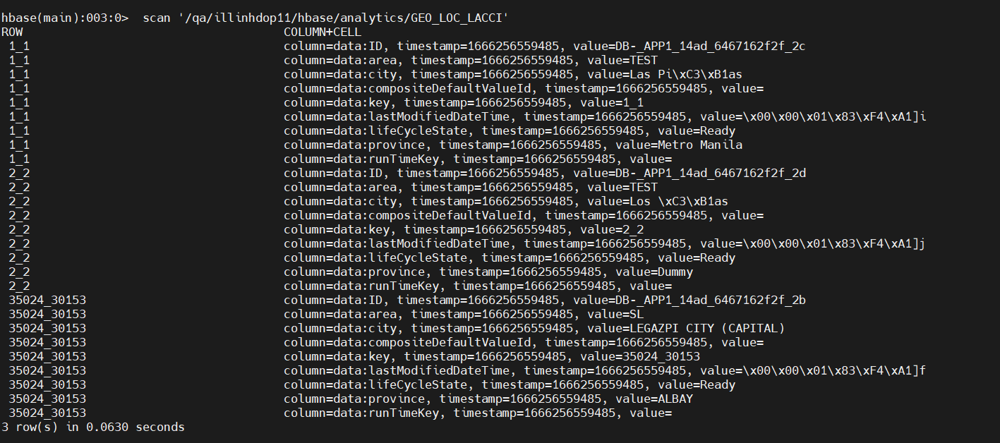 hbase(main):003:0>  scan '/qa/illinhdop11/hbase/analytics/GEO_LOC_LACCI'
ROW                                     COLUMN+CELL
 1_1                                    column=data:ID, timestamp=1666256559485, value=DB-_APP1_14ad_6467162f2f_2c
 1_1                                    column=data:area, timestamp=1666256559485, value=TEST
 1_1                                    column=data:city, timestamp=1666256559485, value=Las Pi\xC3\xB1as
 1_1                                    column=data:compositeDefaultValueId, timestamp=1666256559485, value=
 1_1                                    column=data:key, timestamp=1666256559485, value=1_1
 1_1                                    column=data:lastModifiedDateTime, timestamp=1666256559485, value=\x00\x00\x01\x83\xF4\xA1]i
 1_1                                    column=data:lifeCycleState, timestamp=1666256559485, value=Ready
 1_1                                    column=data:province, timestamp=1666256559485, value=Metro Manila
 1_1                                    column=data:runTimeKey, timestamp=1666256559485, value=
 2_2                                    column=data:ID, timestamp=1666256559485, value=DB-_APP1_14ad_6467162f2f_2d
 2_2                                    column=data:area, timestamp=1666256559485, value=TEST
 2_2                                    column=data:city, timestamp=1666256559485, value=Los \xC3\xB1as
 2_2                                    column=data:compositeDefaultValueId, timestamp=1666256559485, value=
 2_2                                    column=data:key, timestamp=1666256559485, value=2_2
 2_2                                    column=data:lastModifiedDateTime, timestamp=1666256559485, value=\x00\x00\x01\x83\xF4\xA1]j
 2_2                                    column=data:lifeCycleState, timestamp=1666256559485, value=Ready
 2_2                                    column=data:province, timestamp=1666256559485, value=Dummy
 2_2                                    column=data:runTimeKey, timestamp=1666256559485, value=
 35024_30153                            column=data:ID, timestamp=1666256559485, value=DB-_APP1_14ad_6467162f2f_2b
 35024_30153                            column=data:area, timestamp=1666256559485, value=SL
 35024_30153                            column=data:city, timestamp=1666256559485, value=LEGAZPI CITY (CAPITAL)
 35024_30153                            column=data:compositeDefaultValueId, timestamp=1666256559485, value=
 35024_30153                            column=data:key, timestamp=1666256559485, value=35024_30153
 35024_30153                            column=data:lastModifiedDateTime, timestamp=1666256559485, value=\x00\x00\x01\x83\xF4\xA1]f
 35024_30153                            column=data:lifeCycleState, timestamp=1666256559485, value=Ready
 35024_30153                            column=data:province, timestamp=1666256559485, value=ALBAY
 35024_30153                            column=data:runTimeKey, timestamp=1666256559485, value=
3 row(s) in 0.0630 seconds